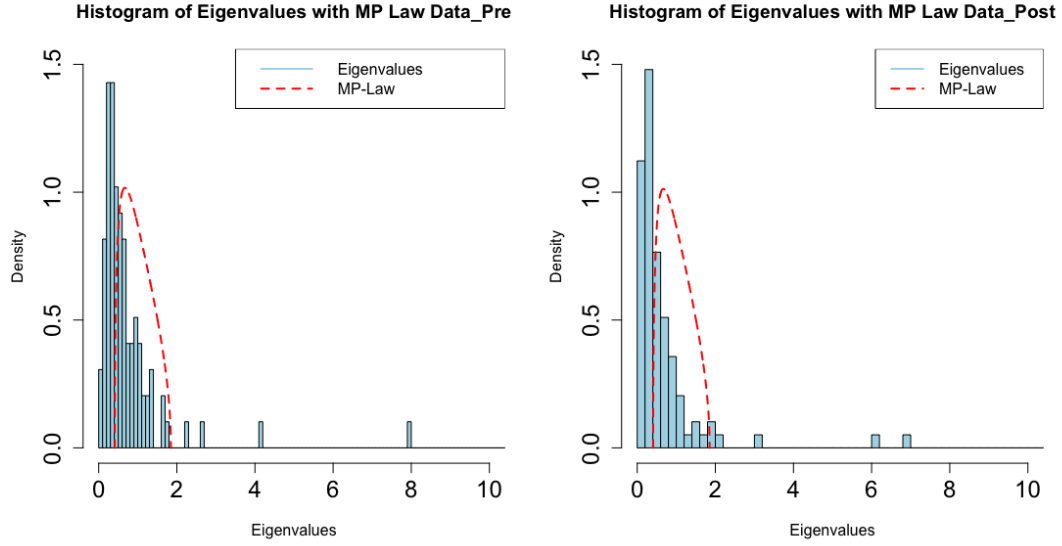 Histogram of Eigenvalues with MP Law Data_Pre
Eigenvalues
MP-Law
Density
0.0
0.5
1.0
1.5
0 2 4 6 8 10
Eigenvalues
Histogram of Eigenvalues with MP Law Data_Post
Eigenvalues
MP-Law
Density
0.0
0.5
1.0
1.5
0 2 4 6 8 10
Eigenvalues